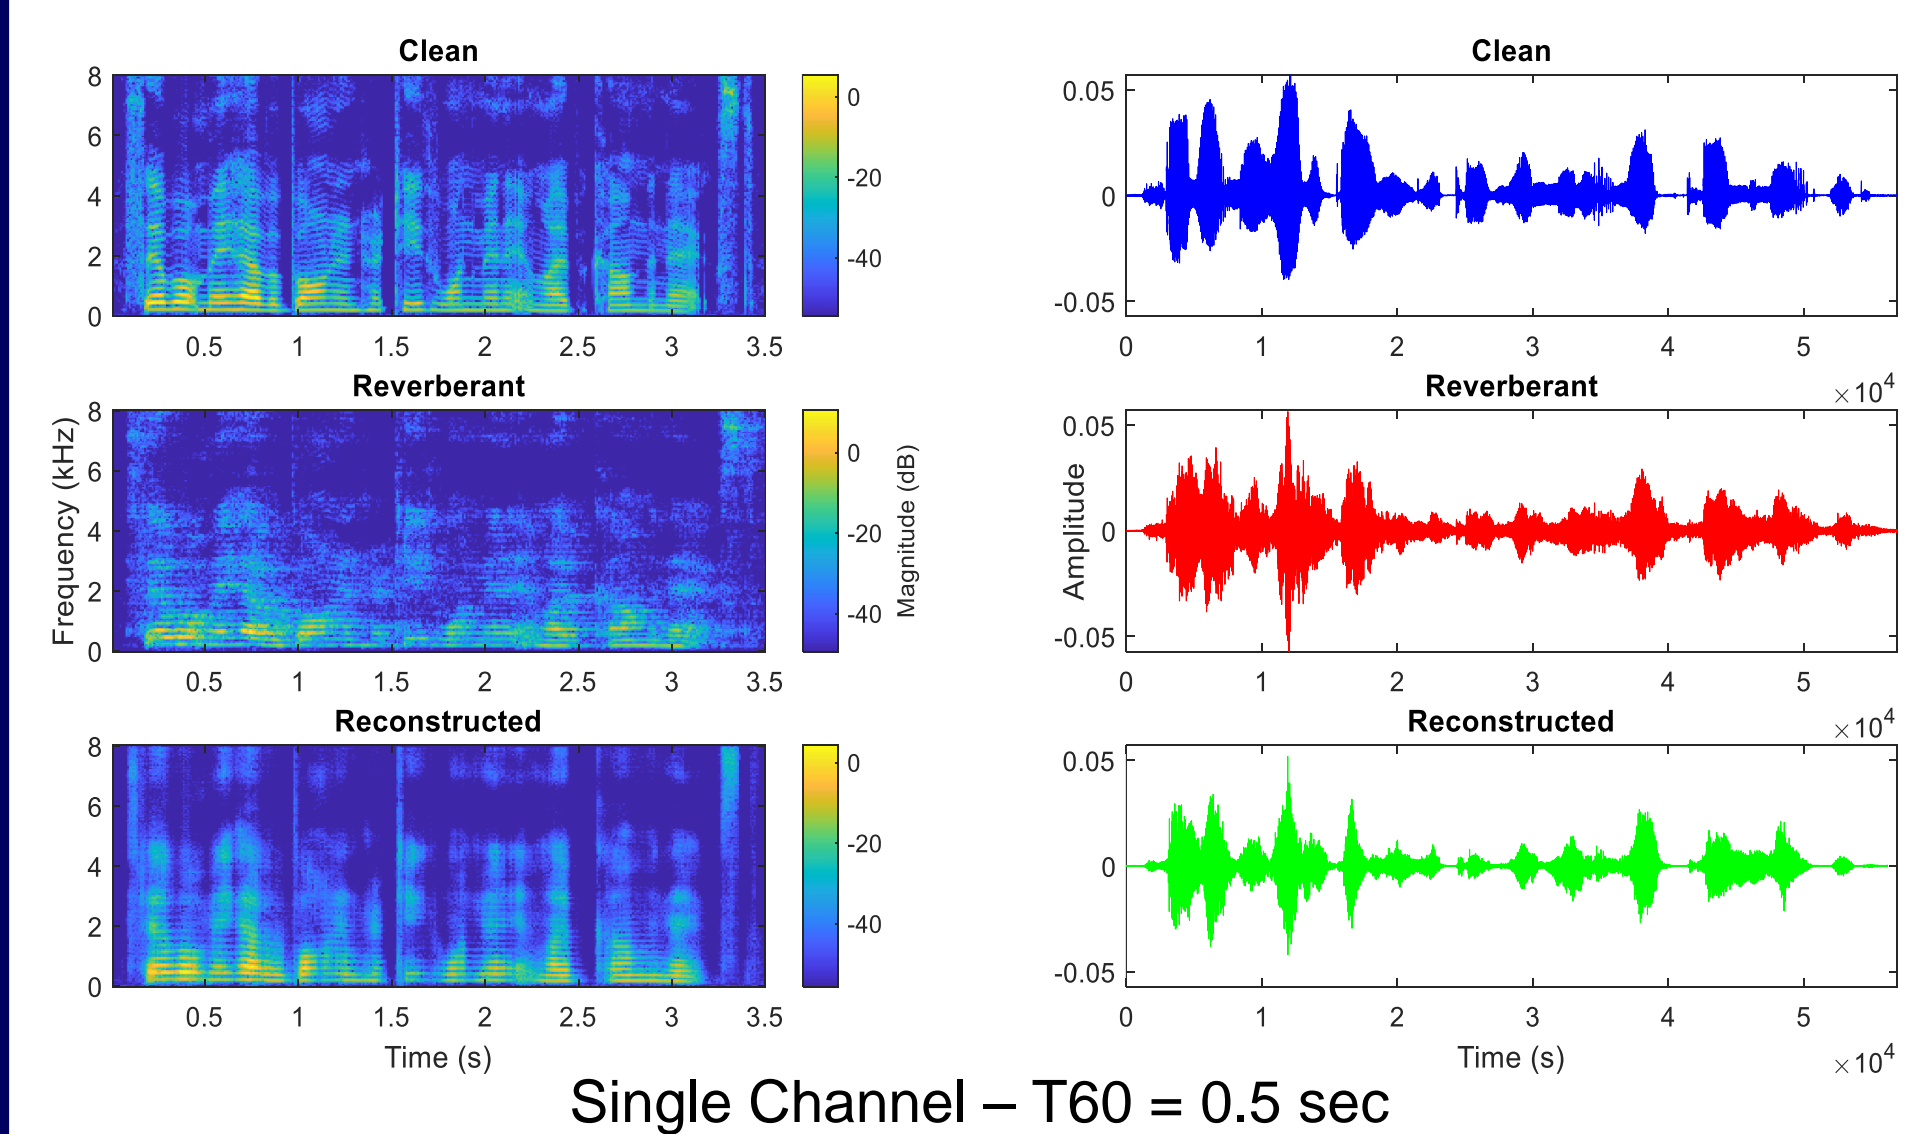 Clean
8
6
4
2
0
0.5 1 1.5 2 2.5 3 3.5
0
-20
-40
Reverberant
8
6
4
2
0
0.5 1 1.5 2 2.5 3 3.5
Frequency (kHz)
0
-20
-40
Magnitude (dB)
Reconstructed
8
6
4
2
0
0.5 1 1.5 2 2.5 3 3.5
Time (s)
0
-20
-40
Clean
0.05
0
-0.05
0 1 2 3 4 5
×10^4
Reverberant
0.05
0
-0.05
Amplitude
0 1 2 3 4 5
×10^4
Reconstructed
0.05
0
-0.05
0 1 2 3 4 5
Time (s)
×10^4
Single Channel – T60 = 0.5 sec